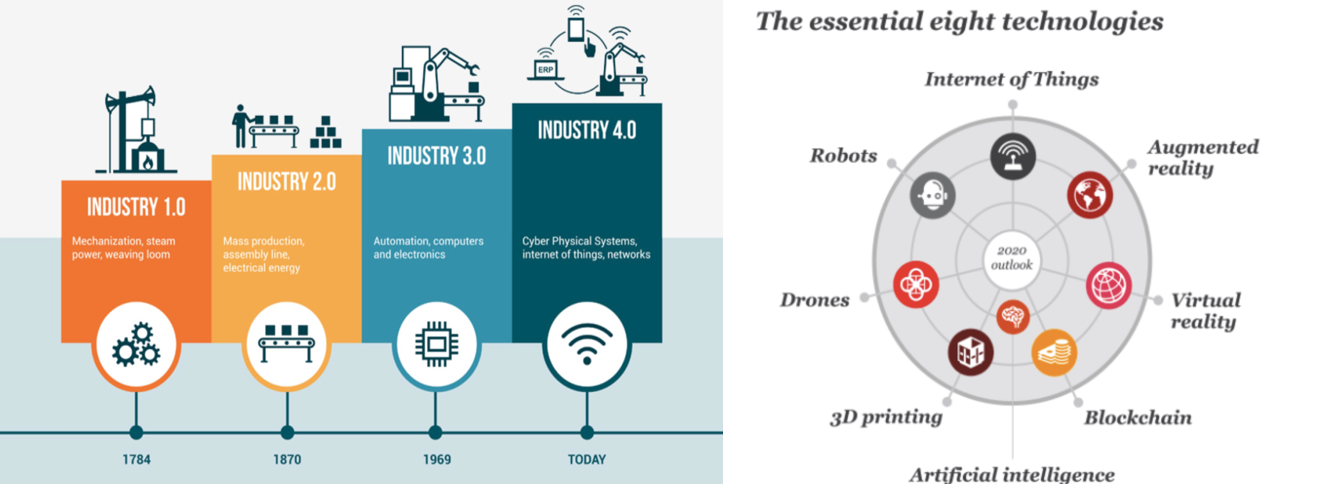 ERP
INDUSTRY 1.0
Mechanization, steam
power, weaving loom
INDUSTRY 2.0
Mass production,
assembly line,
electrical energy
INDUSTRY 3.0
Automation, computers
and electronics
INDUSTRY 4.0
Cyber Physical Systems,
internet of things, networks
1784
1870
1969
TODAY
The essential eight technologies
Internet of Things
Augmented
reality
Robots
2020
outlook
Drones
Virtual
reality
3D printing
Blockchain
Artificial intelligence